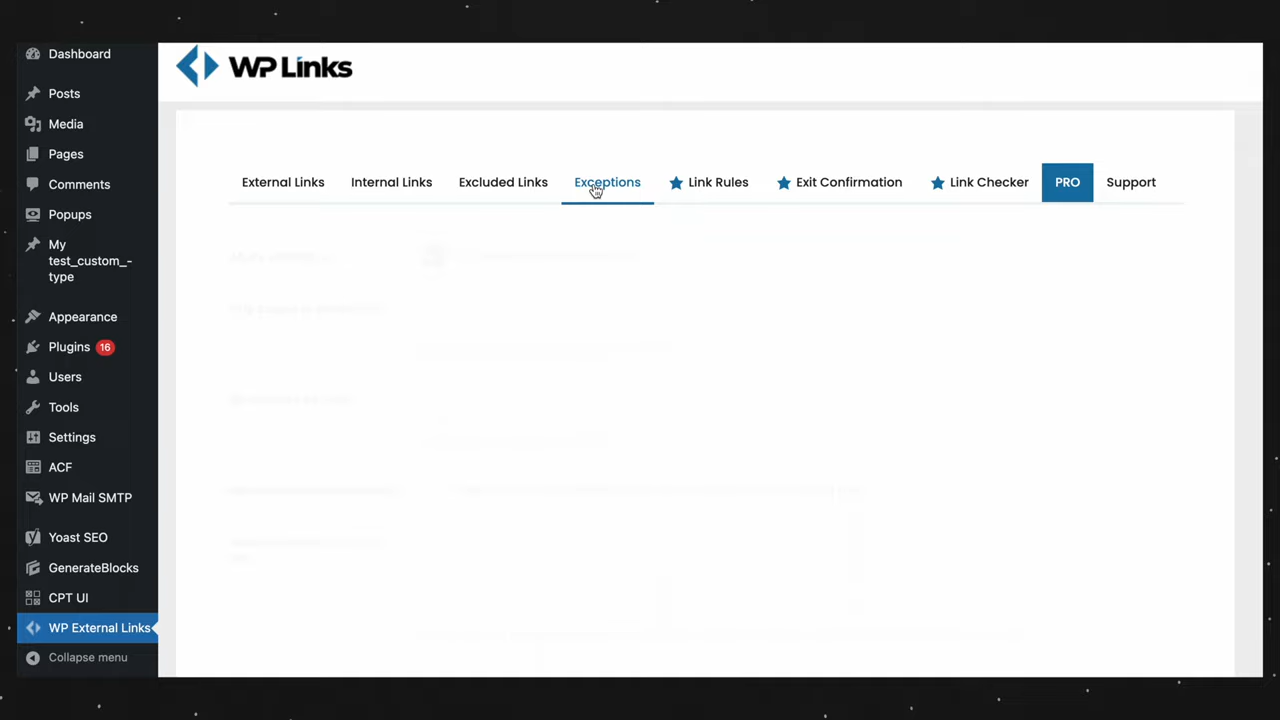 Dashboard
Posts
Media
Pages
Comments
Popups
My
test_custom_-
type
Appearance
Plugins 16
Users
Tools
Settings
ACF
WP Mail SMTP
Yoast SEO
GenerateBlocks
CPT UI
WP External Links
Collapse menu
WP Links
External Links Internal Links Excluded Links Exceptions Link Rules Exit Confirmation Link Checker PRO Support